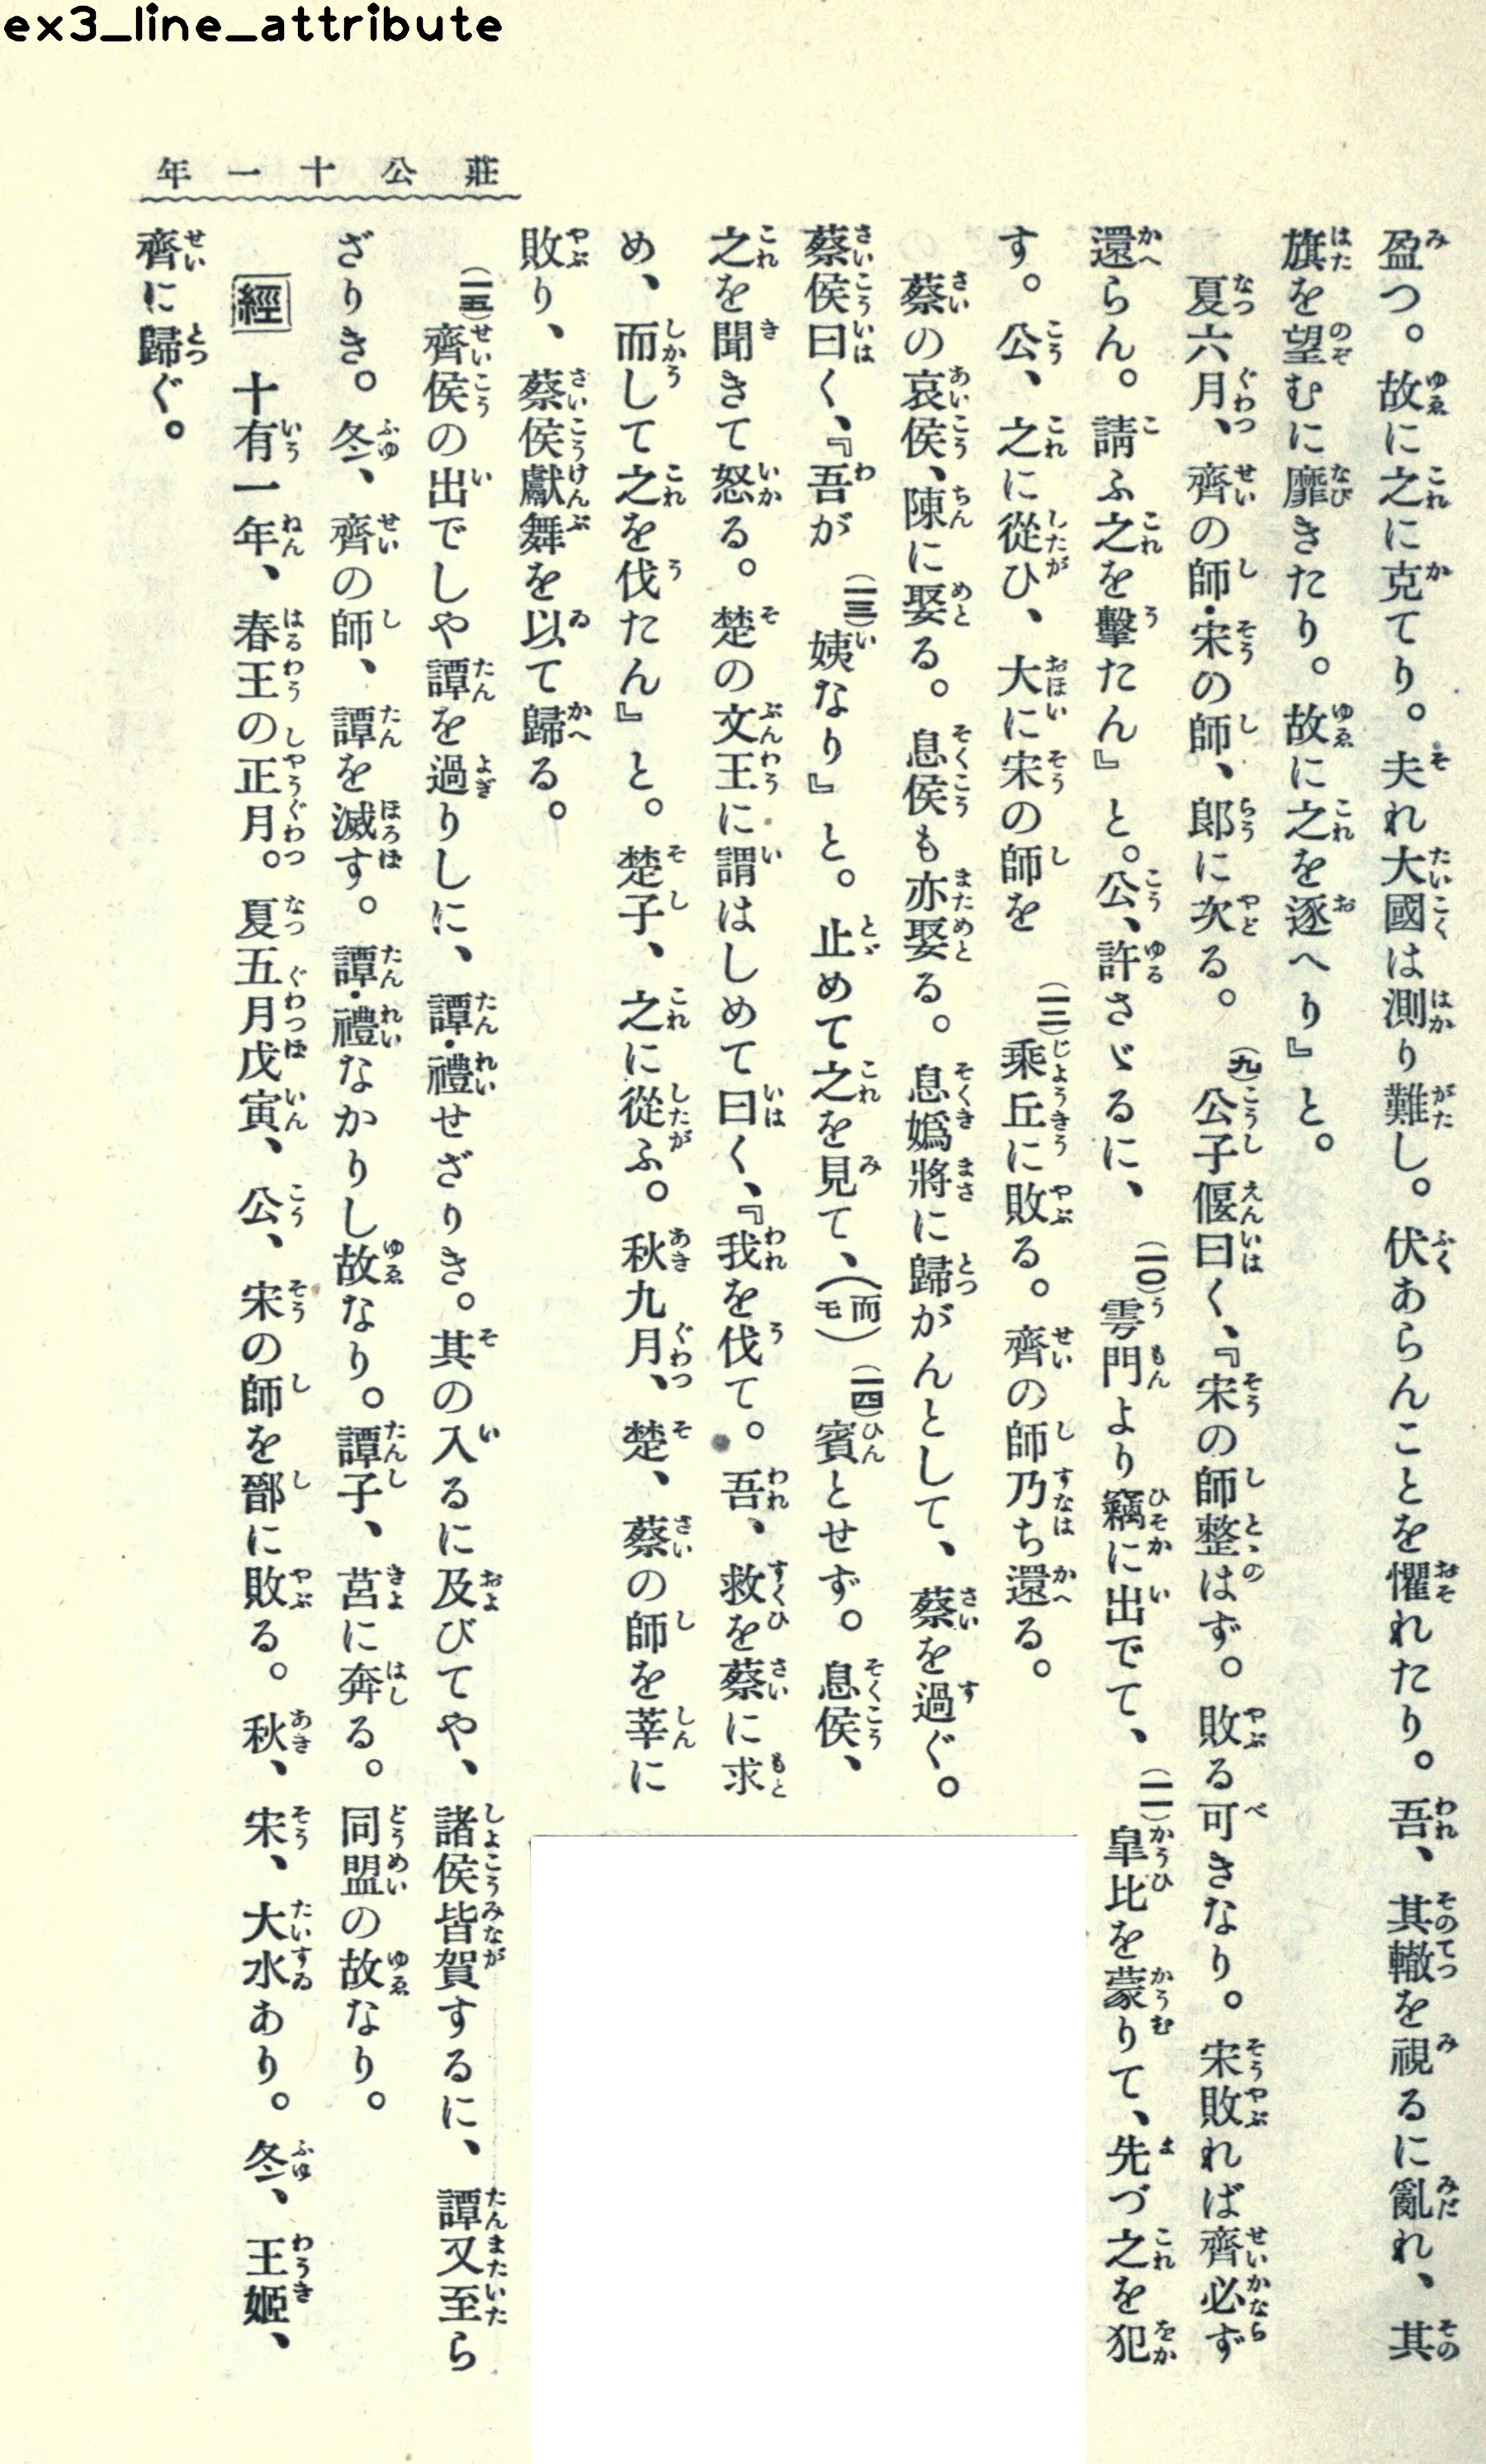 ex3_line_attribute
莊公十一年
盈つ。故に之に克てり。夫れ大國は測り難し。伏あらんことを懼れたり。吾、其轍を視るに亂れ、其
旗を望むに靡きたり。故に之を逐へり』と。
夏六月、齊の師・宋の師、郎に次る。(九)公子偃曰く、『宋の師整はず。敗る可きなり。宋敗れば齊必ず
還らん。請ふ之を擊たん』と。公、許さゞるに、(一〇)雩門より竊に出でて、(一一)皐比を蒙りて、先づ之を犯
す。公、之に從ひ、大に宋の師を(一二)乘丘に敗る。齊の師乃ち還る。
蔡の哀侯、陳に娶る。息侯も亦娶る。息嬀將に歸がんとして、蔡を過ぐ。
蔡侯曰く、『吾が(一三)姨なり』と。止めて之を見て、(而モ)(一四)賓とせず。息侯、
之を聞きて怒る。楚の文王に謂はしめて曰く、『我を伐て。吾、救を蔡に求
め、而して之を伐たん』と。楚子、之に從ふ。秋九月、楚、蔡の師を莘に
敗り、蔡侯獻舞を以て歸る。
(一五)齊侯の出でしや譚を過りしに、譚・禮せざりき。其の入るに及びてや、諸侯皆賀するに、譚又至ら
ざりき。冬、齊の師、譚を滅す。譚・禮なかりし故なり。譚子、莒に奔る。同盟の故なり。
經 十有一年、春王の正月。夏五月戊寅、公、宋の師を鄑に敗る。秋、宋、大水あり。冬、王姬、
齊に歸ぐ。